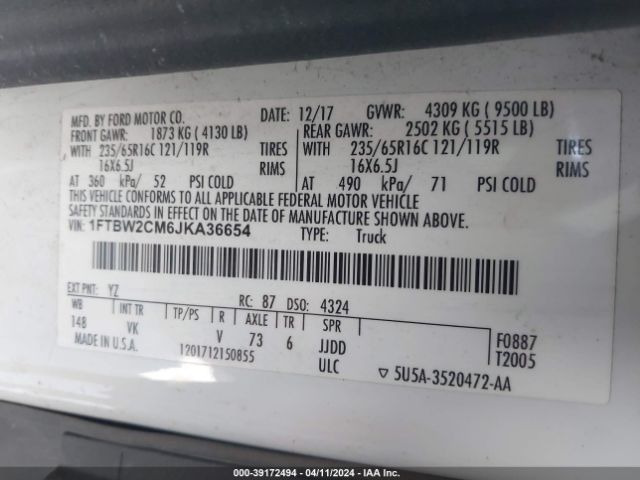 MFD. BY FORD MOTOR CO. DATE: 12/17 GVWR: 4309 KG ( 9500 LB)
FRONT GAWR: 1873 KG ( 4130 LB) REAR GAWR: 2502 KG ( 5515 LB)
WITH 235/65R16C 121/119R TIRES WITH 235/65R16C 121/119R TIRES
16X6.5J RIMS 16X6.5J RIMS
AT 360 kPa/ 52 PSI COLD AT 490 kPa/ 71 PSI COLD
THIS VEHICLE CONFORMS TO ALL APPLICABLE FEDERAL MOTOR VEHICLE
SAFETY STANDARDS IN EFFECT ON THE DATE OF MANUFACTURE SHOWN ABOVE.
VIN: 1FTBW2CM6JKA36654 TYPE: Truck
EXT PNT: YZ RC: 87 DSO: 4324
WB INT TR TP/PS R AXLE TR SPR
148 VK V 73 6 JJDD F0887
MADE IN U.S.A. 1201712150855 ULC T2005
▽ 5U5A-3520472-AA
000-39172494 - 04/11/2024 - IAA Inc.